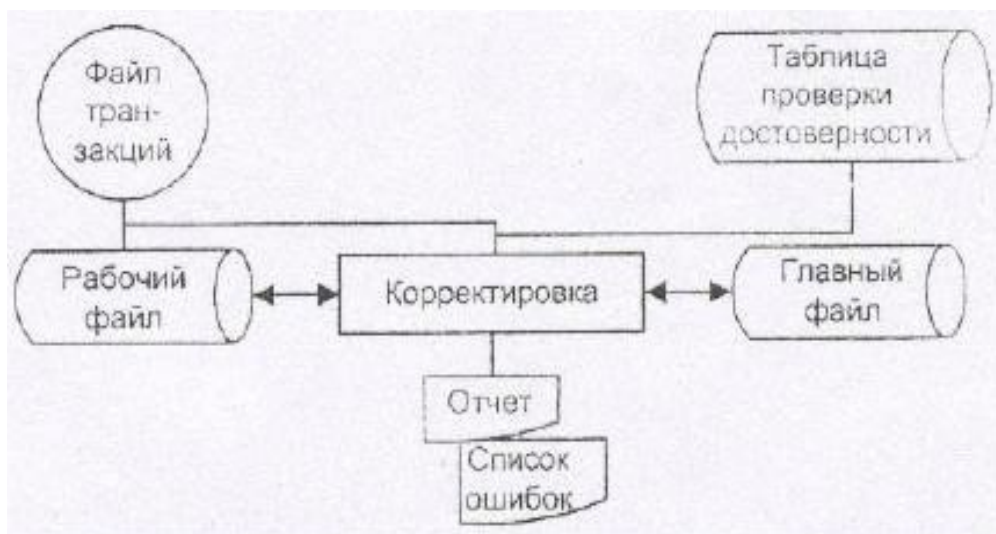 Файл
тран-
закций
Таблица
проверки
достоверности
Рабочий
файл
Корректировка
Главный
файл
Отчет
Список
ошибок